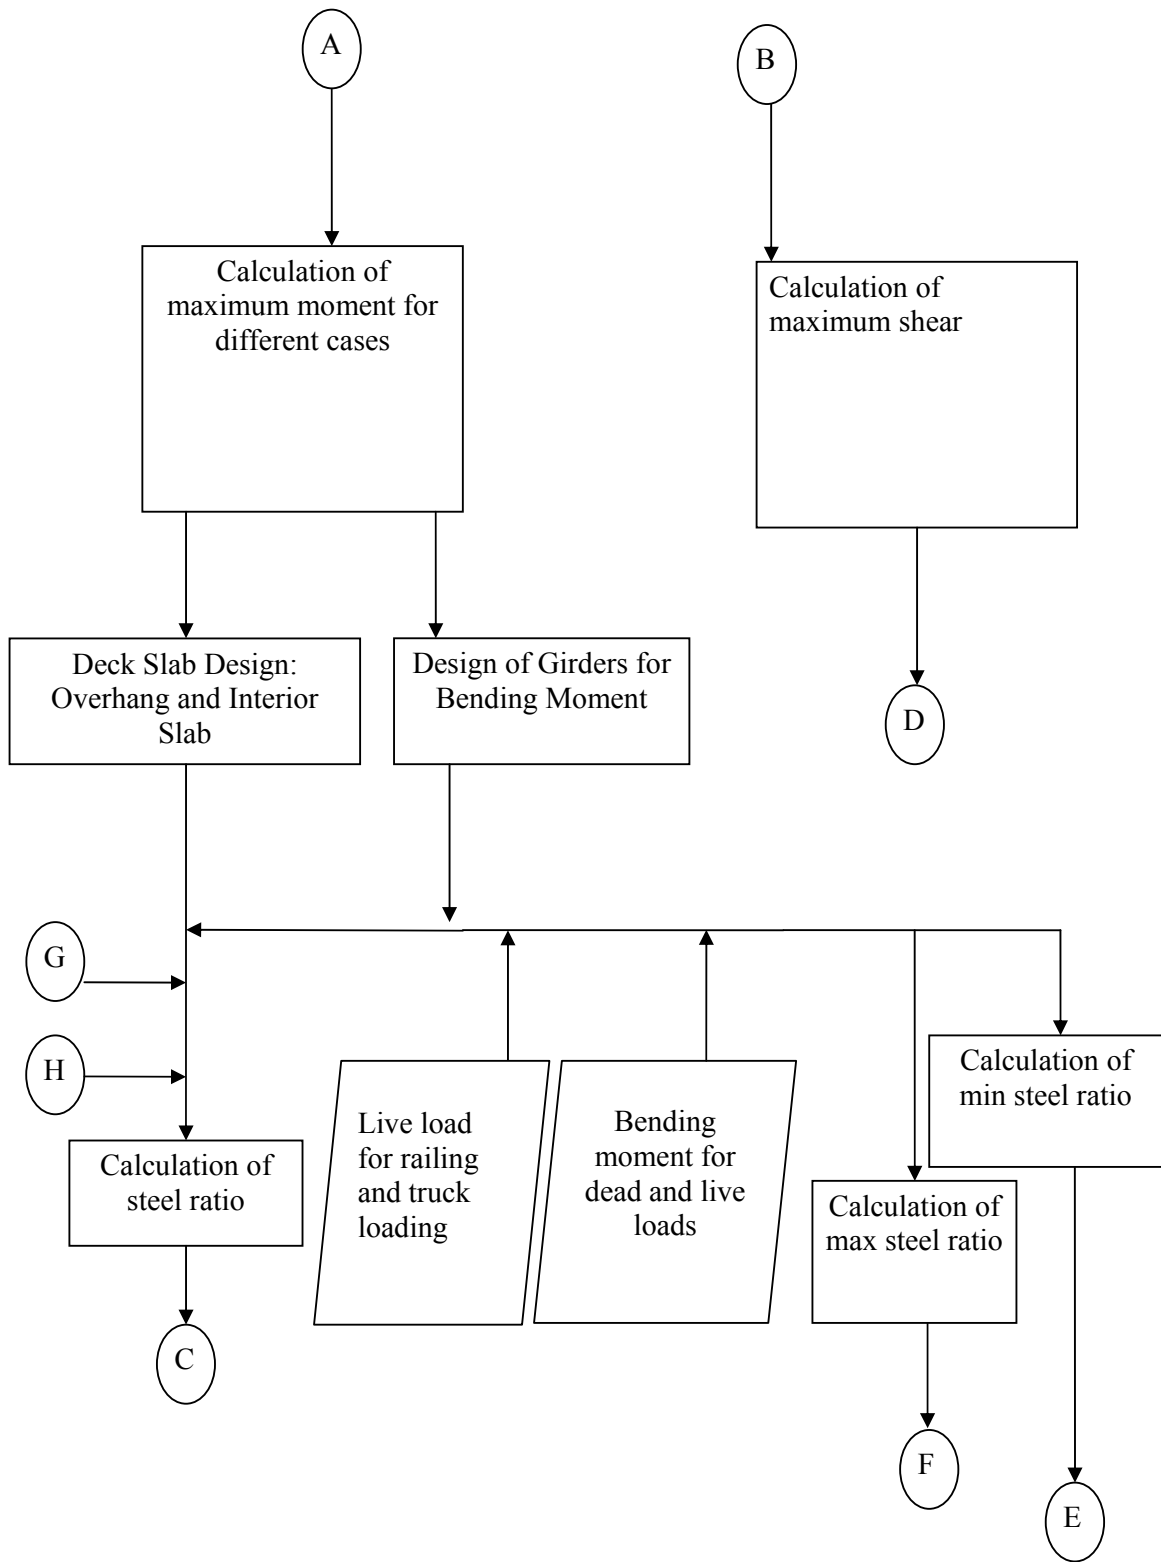 A
B
Calculation of
maximum moment for
different cases
Calculation of
maximum shear
Deck Slab Design:
Overhang and Interior
Slab
Design of Girders for
Bending Moment
D
G
H
Calculation of
steel ratio
Live load
for railing
and truck
loading
Bending
moment for
dead and live
loads
Calculation of
min steel ratio
Calculation of
max steel ratio
C
F
E